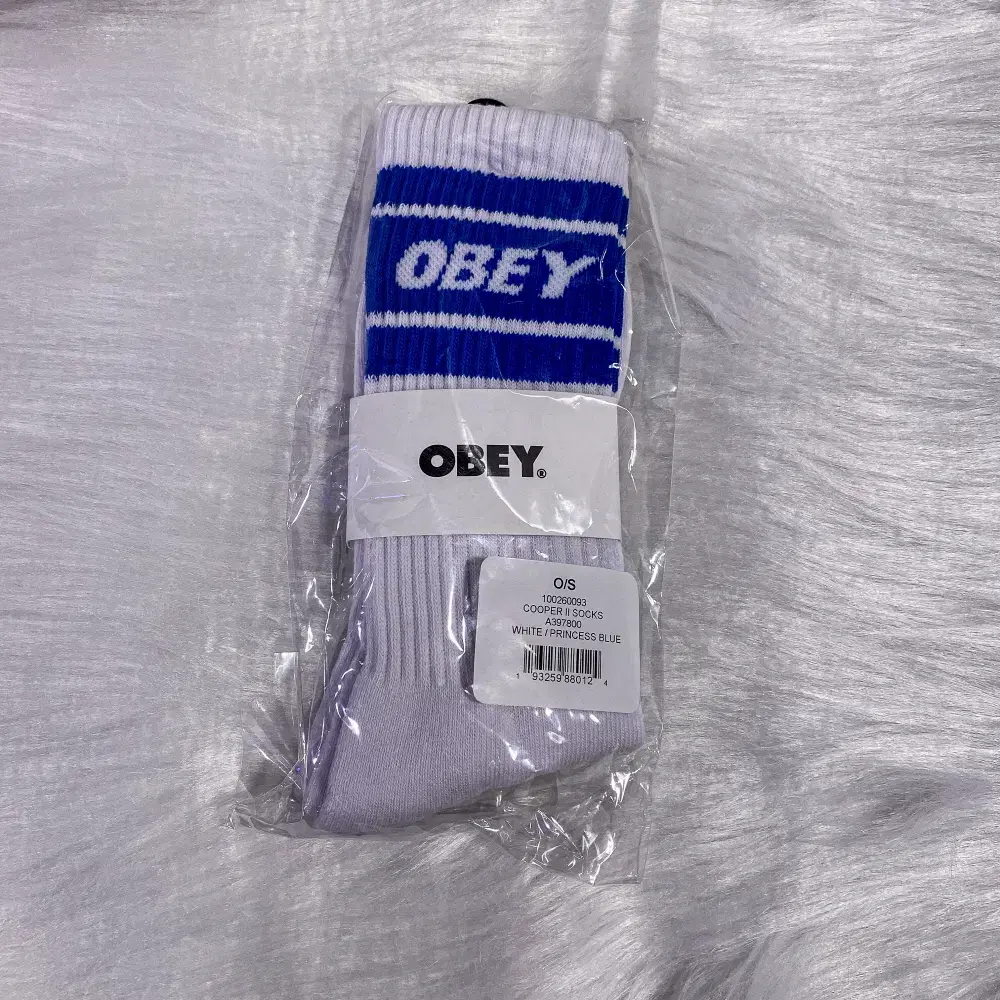 OBEY
OBEY®
O/S
100260093
COOPER II SOCKS
A397800
WHITE / PRINCESS BLUE
1 93259 88012 4